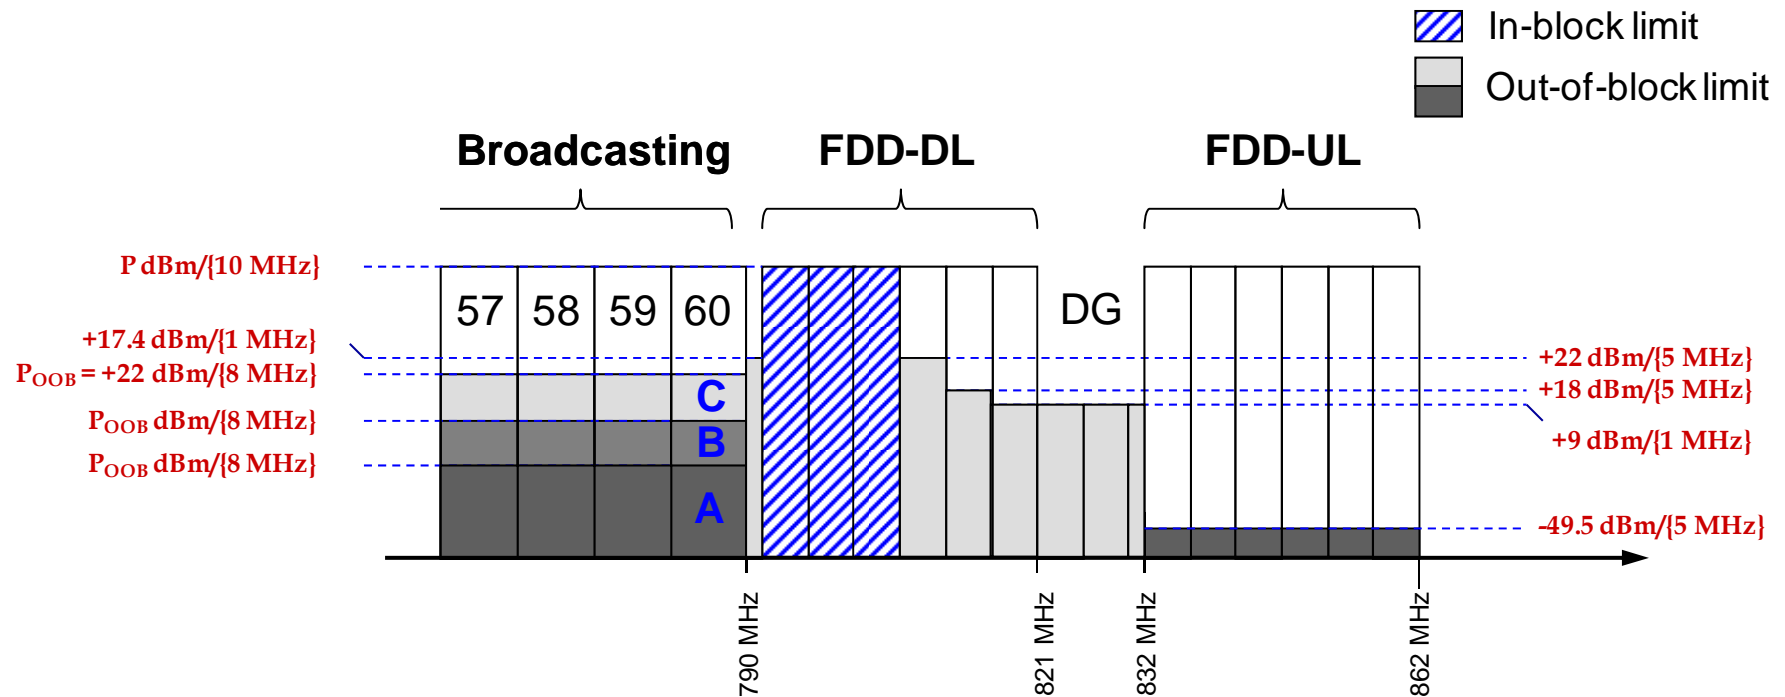 In-block limit
Out-of-block limit
Broadcasting
FDD-DL
FDD-UL
P dBm/{10 MHz}
57 58 59 60
DG
+17.4 dBm/{1 MHz}
+22 dBm/{5 MHz}
POOB = +22 dBm/{8 MHz}
+18 dBm/{5 MHz}
C
POOB dBm/{8 MHz}
+9 dBm/{1 MHz}
B
POOB dBm/{8 MHz}
A
-49.5 dBm/{5 MHz}
790 MHz
821 MHz
832 MHz
862 MHz